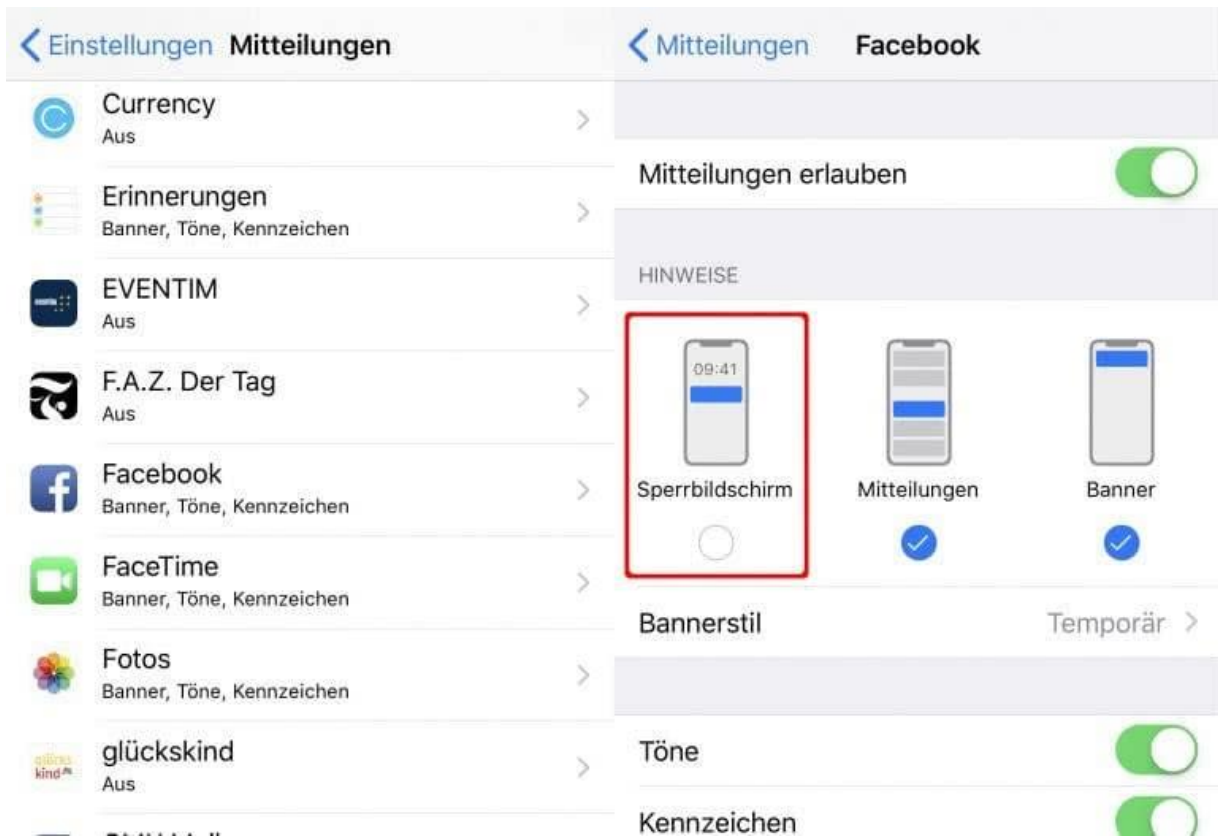 Einstellungen Mitteilungen
Currency
Aus
Erinnerungen
Banner, Töne, Kennzeichen
EVENTIM
Aus
F.A.Z. Der Tag
Aus
Facebook
Banner, Töne, Kennzeichen
FaceTime
Banner, Töne, Kennzeichen
Fotos
Banner, Töne, Kennzeichen
glückskind
Aus
Mitteilungen Facebook
Mitteilungen erlauben
HINWEISE
09:41
Sperrbildschirm Mitteilungen Banner
Bannerstil Temporär
Töne
Kennzeichen